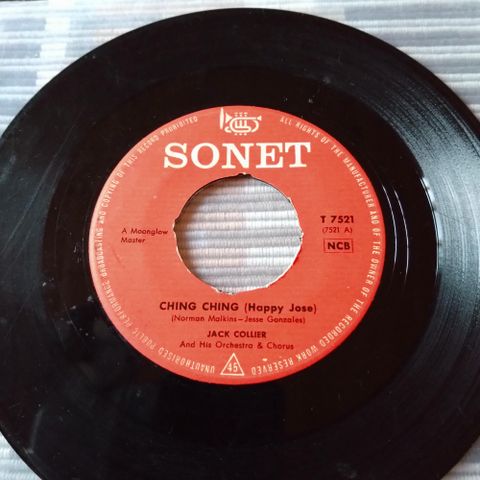 SONET
A Moonglow
Master
T 7521
(7521 A)
NCB
CHING CHING (Happy Jose)
(Norman Malkins – Jesse Gonzales)
JACK COLLIER
And His Orchestra & Chorus
45
UNAUTHORISED PUBLIC PERFORMANCE, BROADCASTING AND COPYING OF THIS RECORD PROHIBITED
ALL RIGHTS OF THE MANUFACTURER AND OF THE OWNER OF THE RECORDED WORK RESERVED